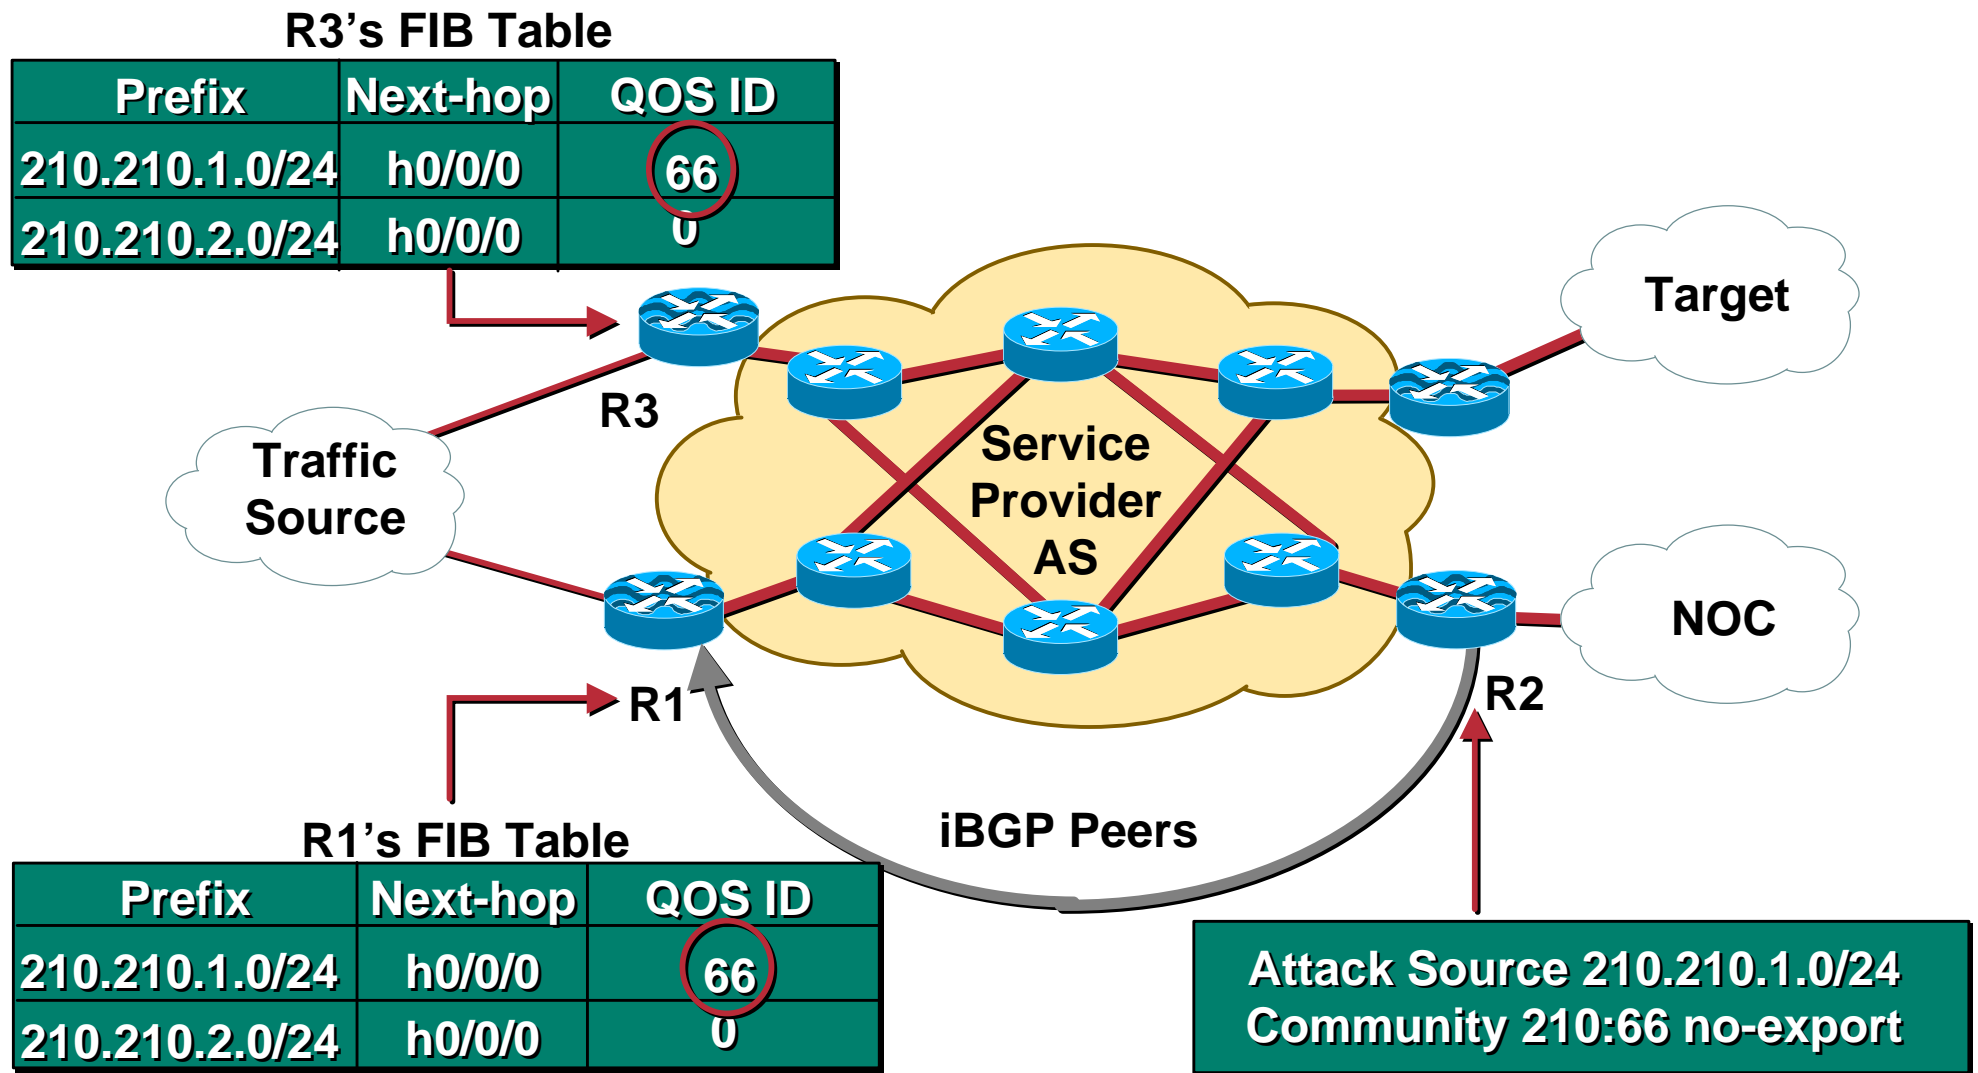 R3's FIB Table
Prefix Next-hop QOS ID
210.210.1.0/24 h0/0/0 66
210.210.2.0/24 h0/0/0 0
Target
R3
Traffic
Source
Service
Provider
AS
NOC
R1
R2
iBGP Peers
R1's FIB Table
Prefix Next-hop QOS ID
210.210.1.0/24 h0/0/0 66
210.210.2.0/24 h0/0/0 0
Attack Source 210.210.1.0/24
Community 210:66 no-export